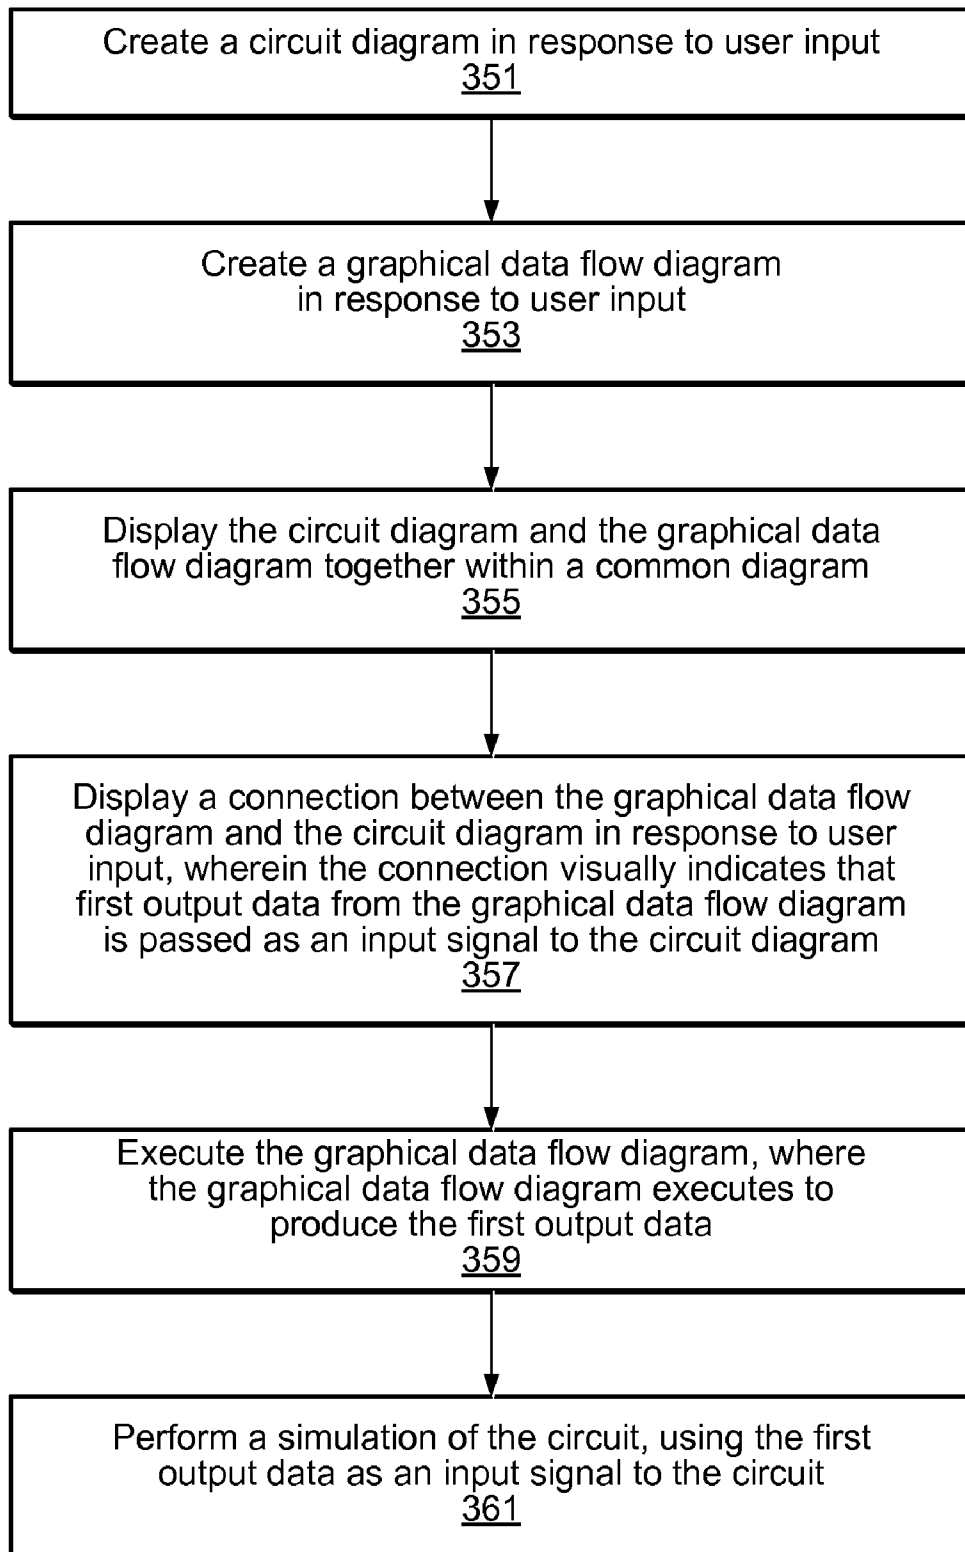 Create a circuit diagram in response to user input
351
Create a graphical data flow diagram
in response to user input
353
Display the circuit diagram and the graphical data
flow diagram together within a common diagram
355
Display a connection between the graphical data flow
diagram and the circuit diagram in response to user
input, wherein the connection visually indicates that
first output data from the graphical data flow diagram
is passed as an input signal to the circuit diagram
357
Execute the graphical data flow diagram, where
the graphical data flow diagram executes to
produce the first output data
359
Perform a simulation of the circuit, using the first
output data as an input signal to the circuit
361